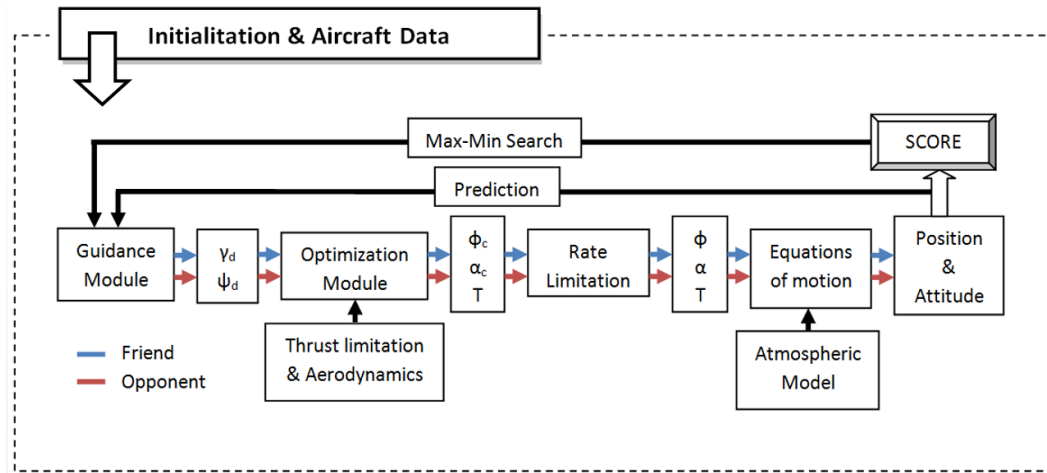 Initialitation & Aircraft Data
Max-Min Search
SCORE
Prediction
Guidance
Module
γd
ψd
Optimization
Module
ϕc
αc
T
Rate
Limitation
ϕ
α
T
Equations
of motion
Position
&
Attitude
Thrust limitation
& Aerodynamics
Atmospheric
Model
Friend
Opponent